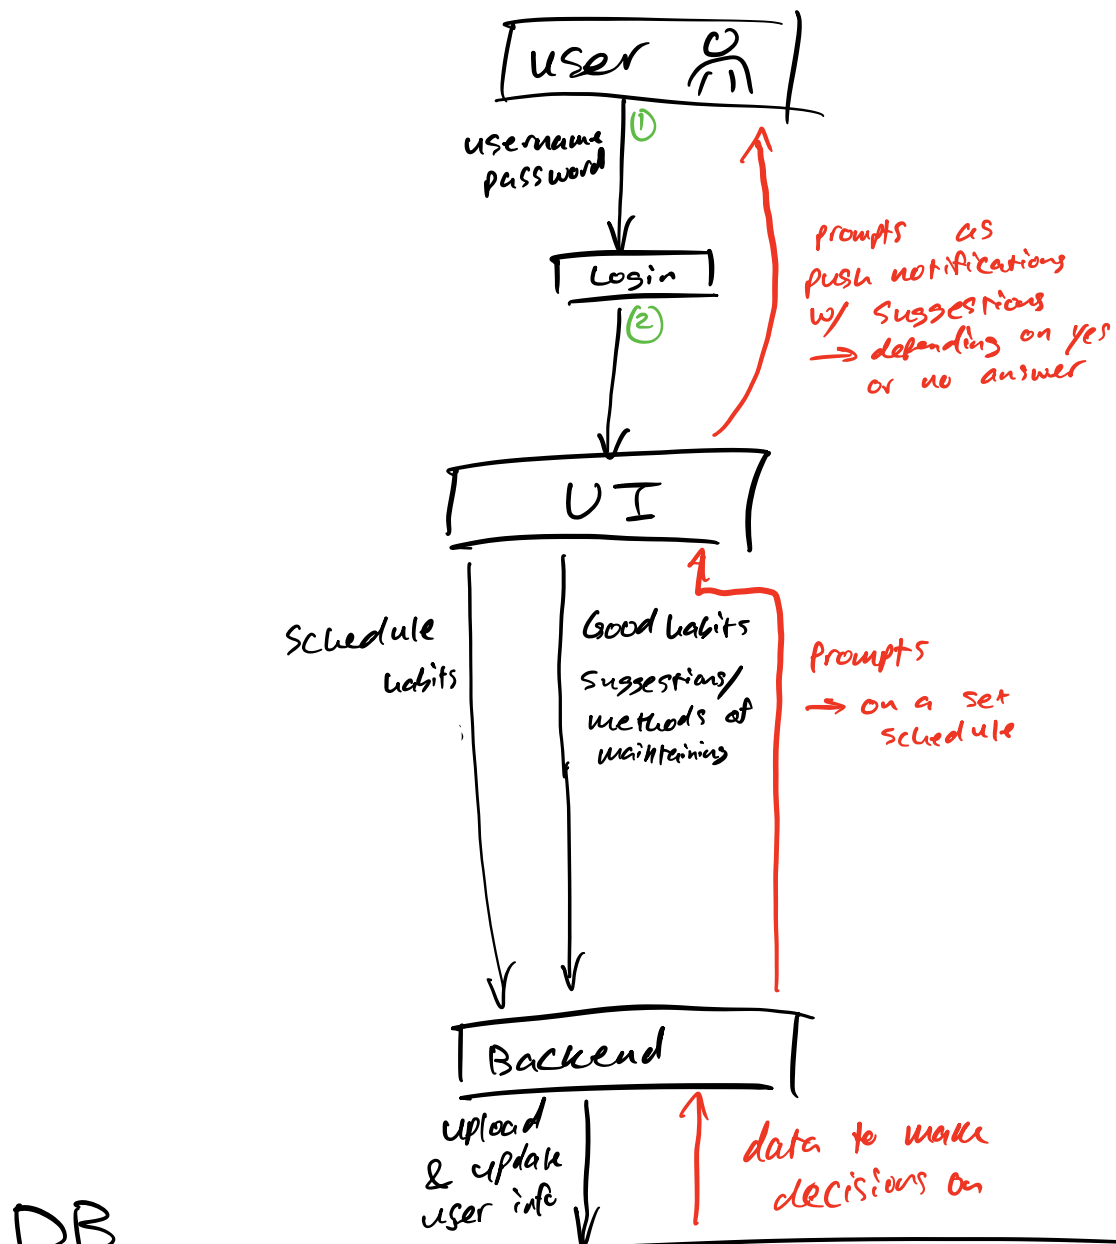 user
①
username
password
prompts as
push notifications
w/ suggestions
→ depending on yes
or no answer
Login
②
UI
Schedule
habits
Good habits
suggestions/
methods of
maintaining
Prompts
→ on a set
schedule
Backend
upload
& update
user info
data to make
decisions on
DB